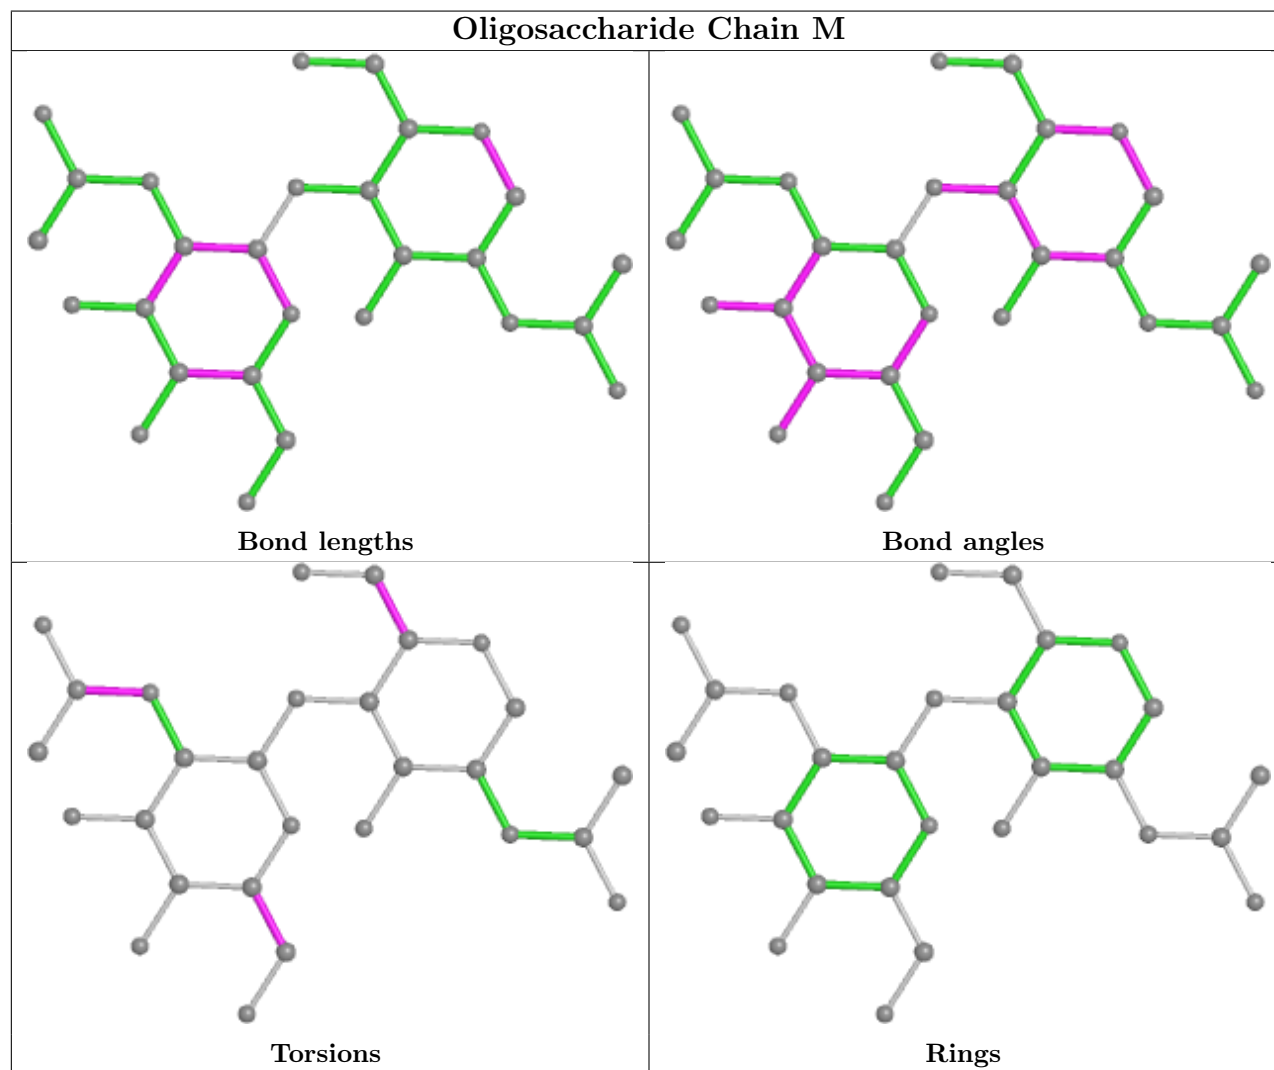 Oligosaccharide Chain M
Bond lengths
Bond angles
Torsions
Rings